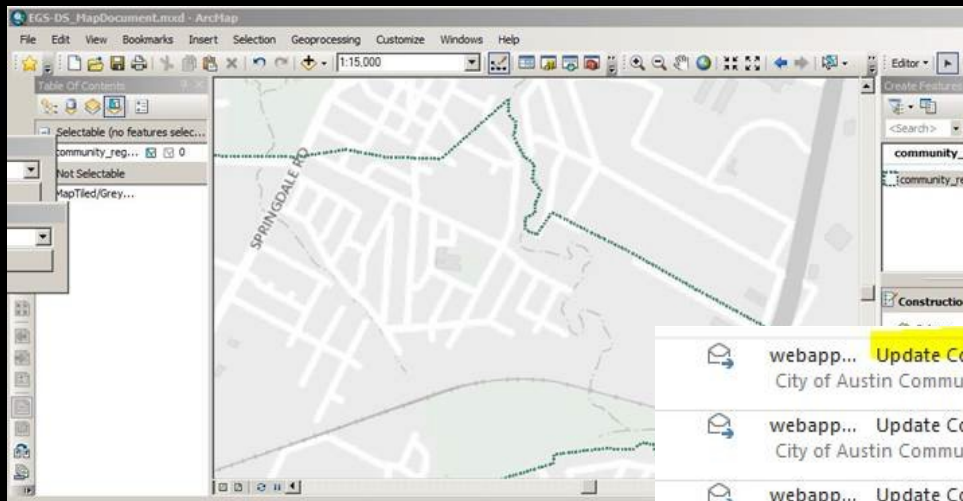 EGS-DS_MapDocument.mxd - ArcMap
File Edit View Bookmarks Insert Selection Geoprocessing Customize Windows Help
1:15,000
Editor
Table Of Contents
Create Features
Selectable (no features selec...
<Search>
community_reg... 0
community_
Not Selectable
community_re
MapTiled/Grey...
SPRINGDALE RD
Constructio
webapp... Update Co
City of Austin Commu
webapp... Update Co
City of Austin Commu
webapp... Update Co